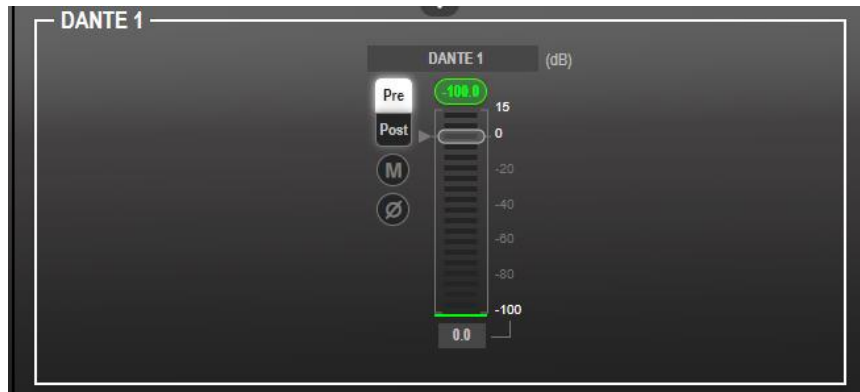 DANTE 1
DANTE 1 (dB)
Pre -100.0
15
Post 0
M -20
Ø -40
-60
-80
-100
0.0